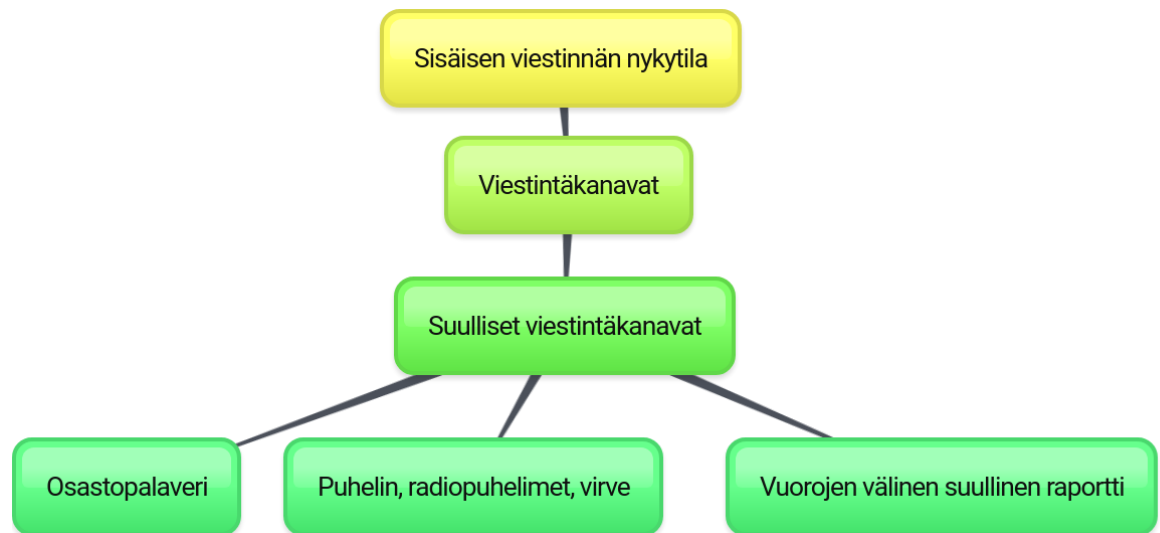 Sisäisen viestinnän nykytila
Viestintäkanavat
Suulliset viestintäkanavat
Osastopalaveri
Puhelin, radiopuhelimet, virve
Vuorojen välinen suullinen raportti